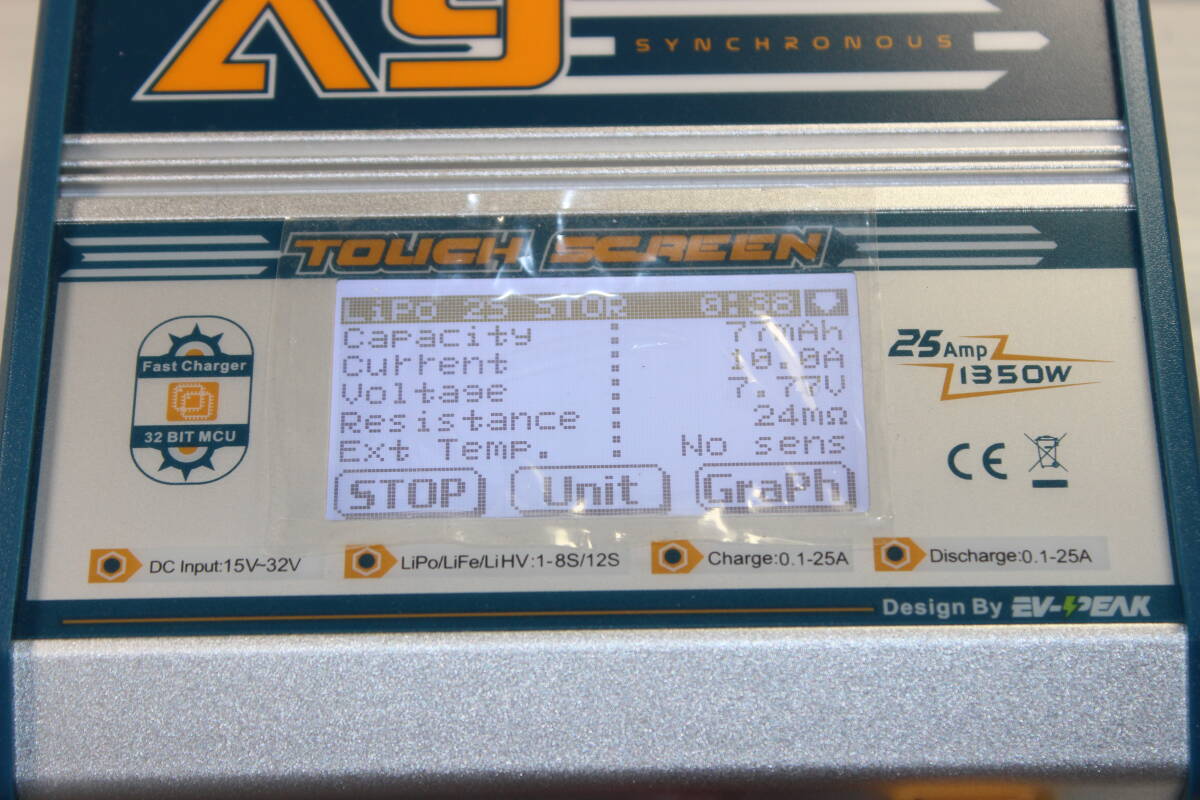 A9
SYNCHRONOUS
TOUCH SCREEN
LiPo 2S STOR 0:38
Capacity : 77mAh
Current : 10.0A
Voltage : 7.77V
Resistance : 24mΩ
Ext Temp. : No sens
STOP Unit GraPh
Fast Charger
32 BIT MCU
25Amp
1350W
CE
DC Input:15V~32V
LiPo/LiFe/LiHV:1-8S/12S
Charge:0.1-25A
Discharge:0.1-25A
Design By EV-PEAK